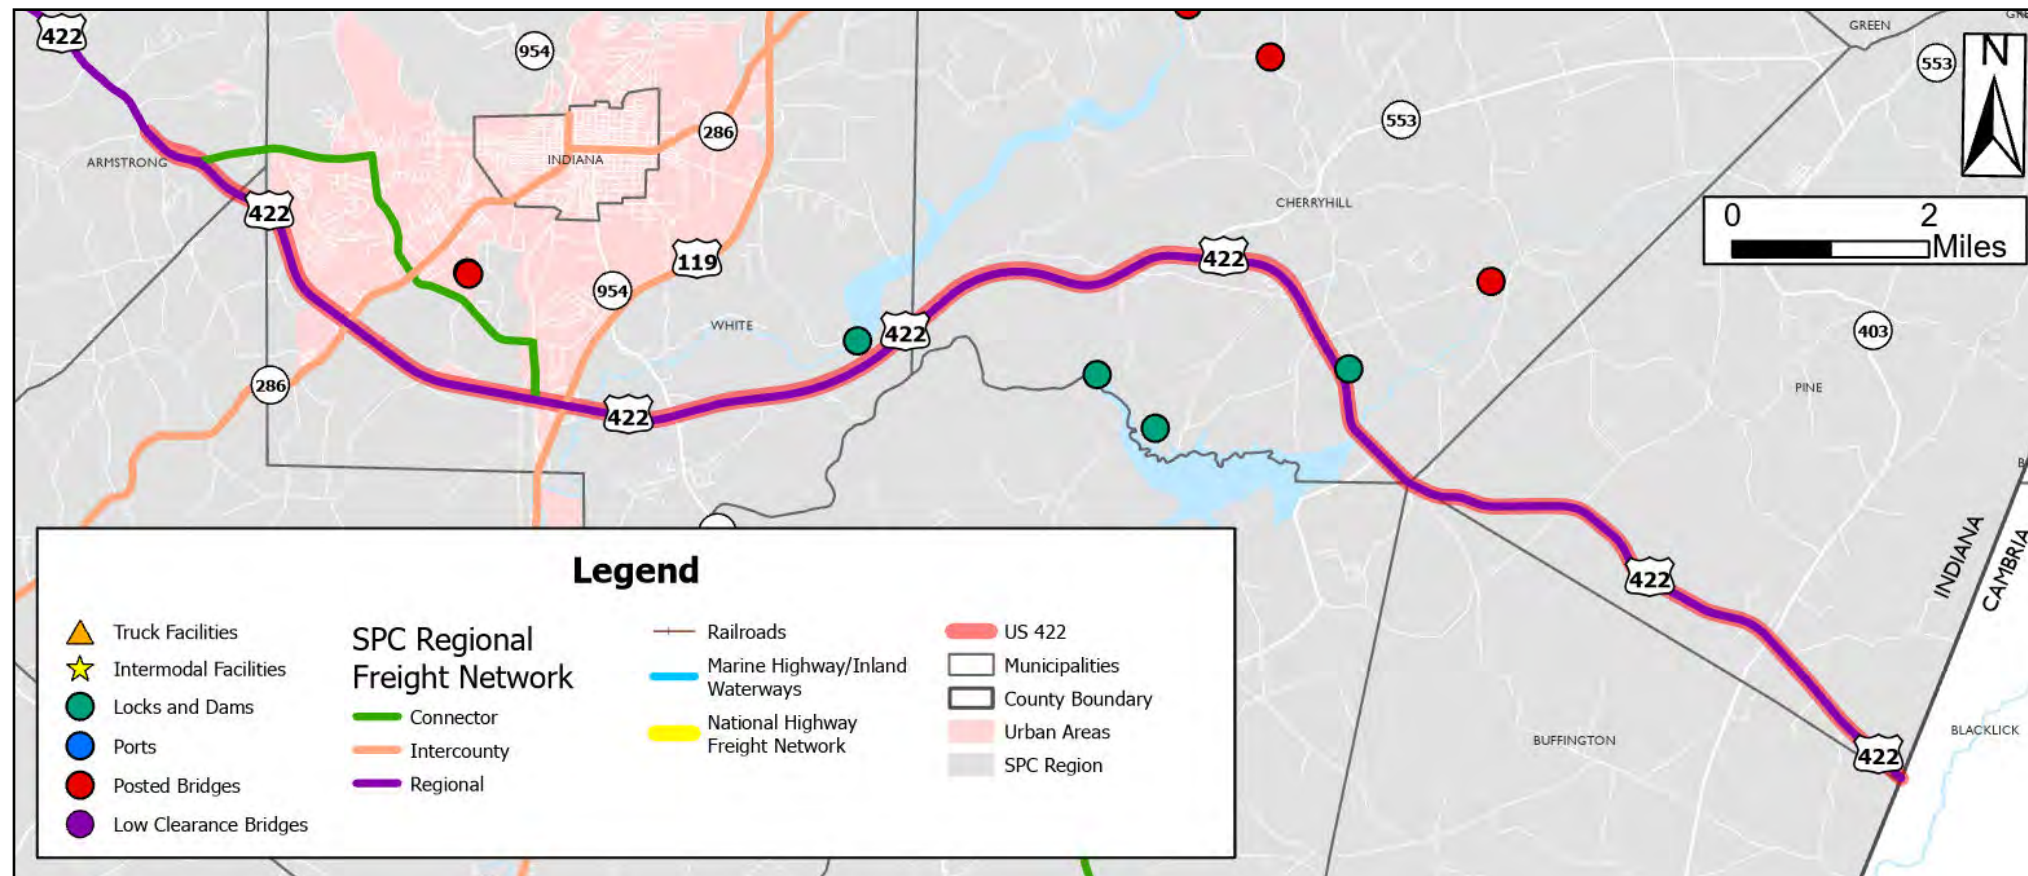 422
954
286
INDIANA
ARMSTRONG
422
119
954
286
WHITE
422
422
422
CHERRYHILL
553
GREEN
553
N
0 2
Miles
403
PINE
422
INDIANA
CAMBRIA
BUFFINGTON
BLACKLICK
422
Legend
Truck Facilities
Intermodal Facilities
Locks and Dams
Ports
Posted Bridges
Low Clearance Bridges
SPC Regional
Freight Network
Connector
Intercounty
Regional
Railroads
Marine Highway/Inland
Waterways
National Highway
Freight Network
US 422
Municipalities
County Boundary
Urban Areas
SPC Region